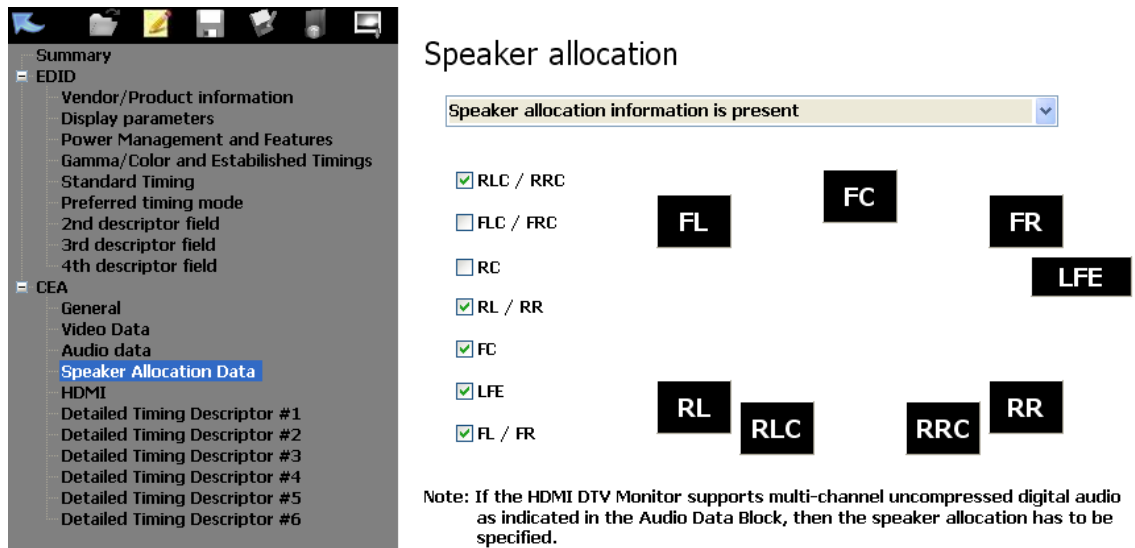 Summary
EDID
Vendor/Product information
Display parameters
Power Management and Features
Gamma/Color and Estabilished Timings
Standard Timing
Preferred timing mode
2nd descriptor field
3rd descriptor field
4th descriptor field
CEA
General
Video Data
Audio data
Speaker Allocation Data
HDMI
Detailed Timing Descriptor #1
Detailed Timing Descriptor #2
Detailed Timing Descriptor #3
Detailed Timing Descriptor #4
Detailed Timing Descriptor #5
Detailed Timing Descriptor #6
Speaker allocation
Speaker allocation information is present
RLC / RRC
FLC / FRC
RC
RL / RR
FC
LFE
FL / FR
FL
FC
FR
LFE
RL
RLC
RRC
RR
Note: If the HDMI DTV Monitor supports multi-channel uncompressed digital audio
as indicated in the Audio Data Block, then the speaker allocation has to be
specified.